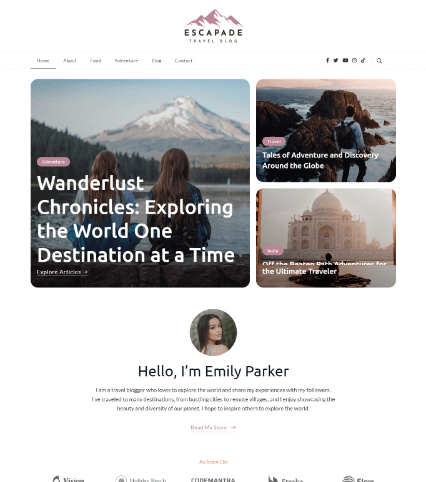 ESCAPADE
TRAVEL BLOG
Home About Food Adventure Blog Contact
Adventure
Wanderlust
Chronicles: Exploring
the World One
Destination at a Time
Explore Articles →
Travel
Tales of Adventure and Discovery
Around the Globe
India
Off the Beaten Path Adventures for
the Ultimate Traveler
Hello, I'm Emily Parker
I am a travel blogger who loves to explore the world and share my experiences with my followers.
I've traveled to many destinations, from bustling cities to remote villages, and I enjoy showcasing the
beauty and diversity of our planet. I hope to inspire others to explore the world.
Read My Story →
As Seen On
Vision Holiday Beach CODEMANTRA Stroke Flow